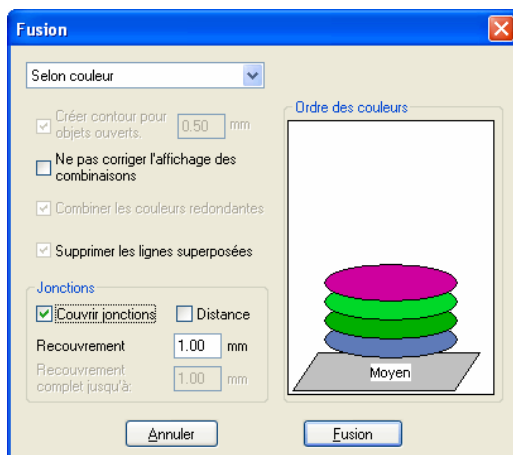 Fusion
Selon couleur
Créer contour pour
objets ouverts.
0.50 mm
Ne pas corriger l'affichage des
combinaisons
Combiner les couleurs redondantes
Supprimer les lignes superposées
Jonctions
Couvrir jonctions
Distance
Recouvrement 1.00 mm
Recouvrement
complet jusqu'à:
1.00 mm
Ordre des couleurs
Moyen
Annuler
Fusion